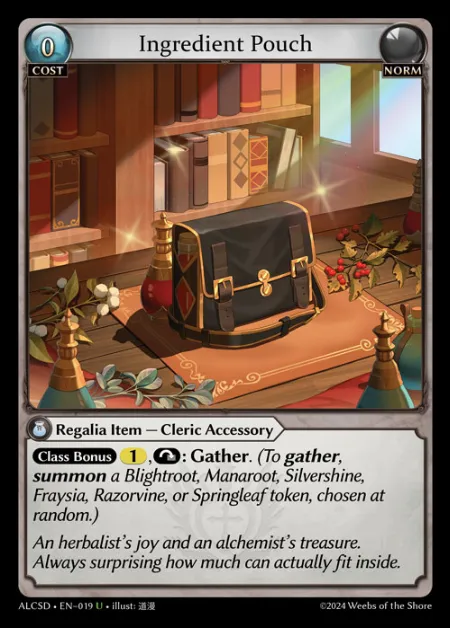 0
Ingredient Pouch
COST
NORM
Regalia Item — Cleric Accessory
Class Bonus 1 , : Gather. (To gather,
summon a Blightroot, Manaroot, Silvershine,
Fraysia, Razorvine, or Springleaf token, chosen at
random.)
An herbalist's joy and an alchemist's treasure.
Always surprising how much can actually fit inside.
ALCSD • EN-019 U • illust: 道漫
©2024 Weebs of the Shore